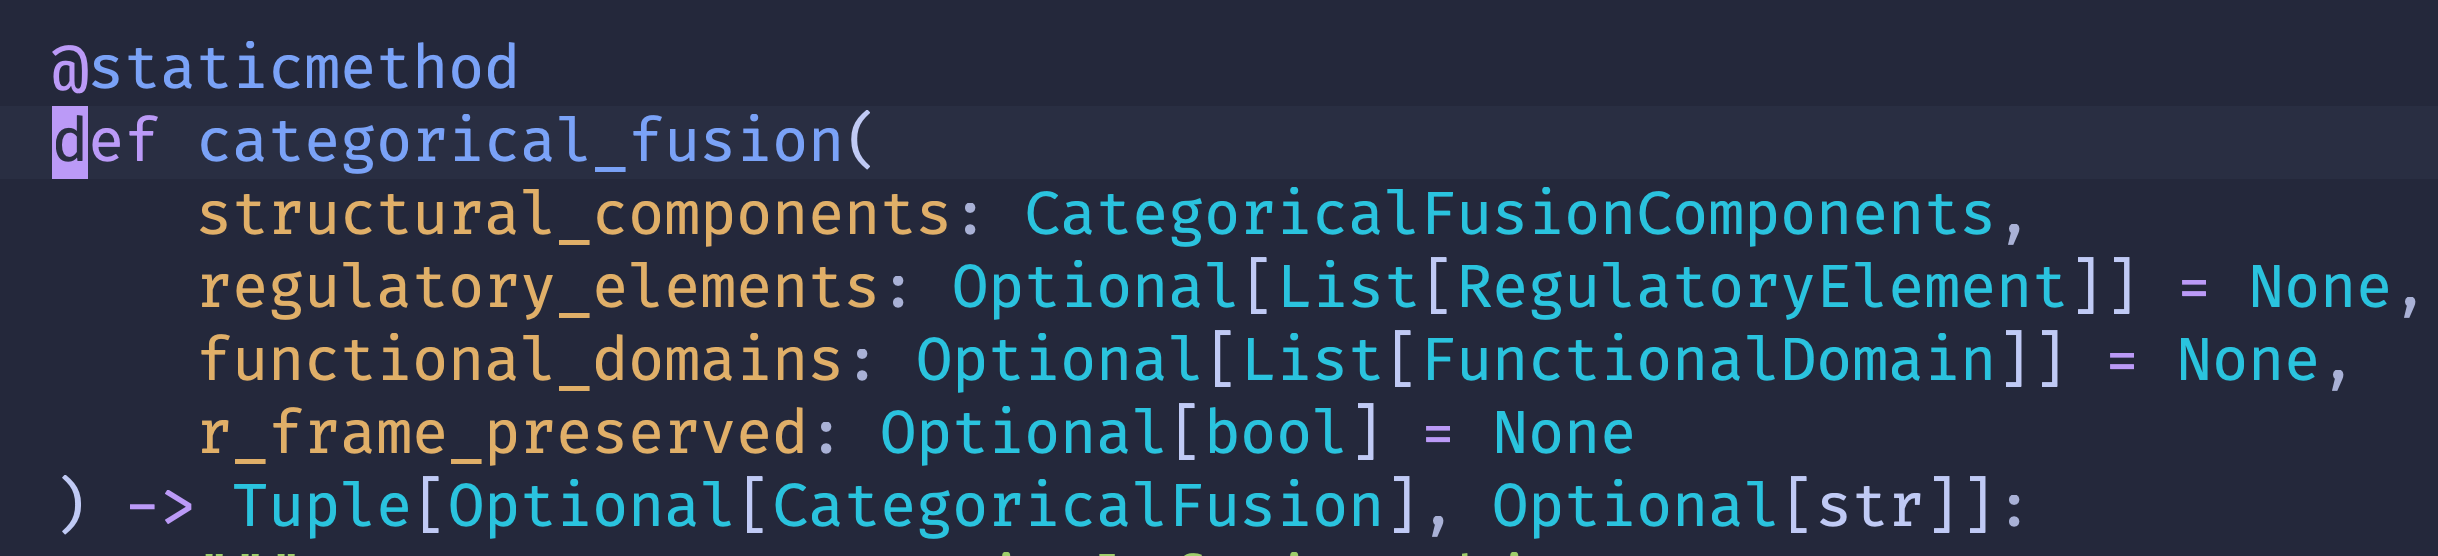 @staticmethod
def categorical_fusion(
    structural_components: CategoricalFusionComponents,
    regulatory_elements: Optional[List[RegulatoryElement]] = None,
    functional_domains: Optional[List[FunctionalDomain]] = None,
    r_frame_preserved: Optional[bool] = None
) -> Tuple[Optional[CategoricalFusion], Optional[str]]: